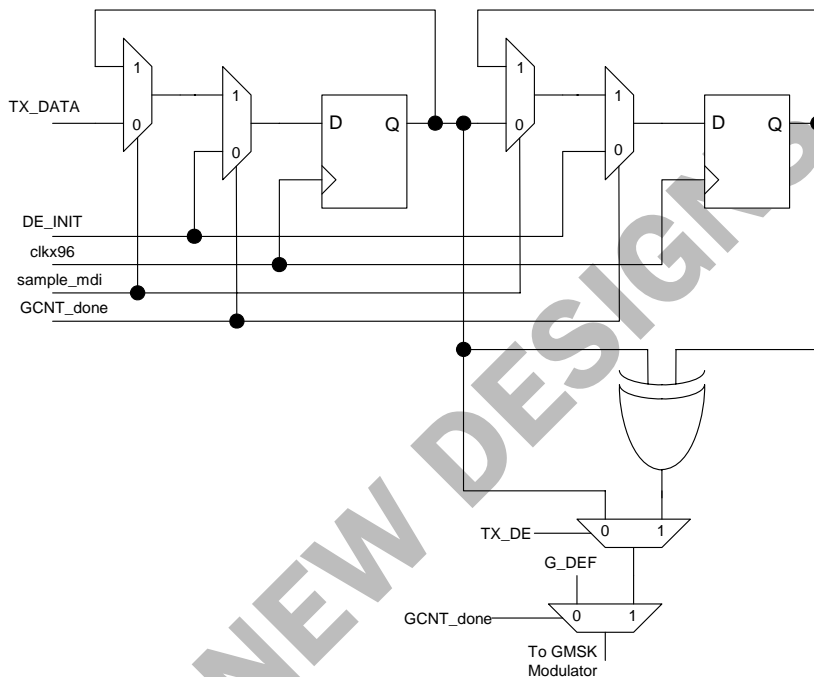 1
1
TX_DATA
0
1
0
D
Q
0
1
0
D
Q
DE_INIT
clkx96
sample_mdi
GCNT_done
TX_DE
0
1
G_DEF
GCNT_done
0
1
To GMSK
Modulator
NEW DESIGNS